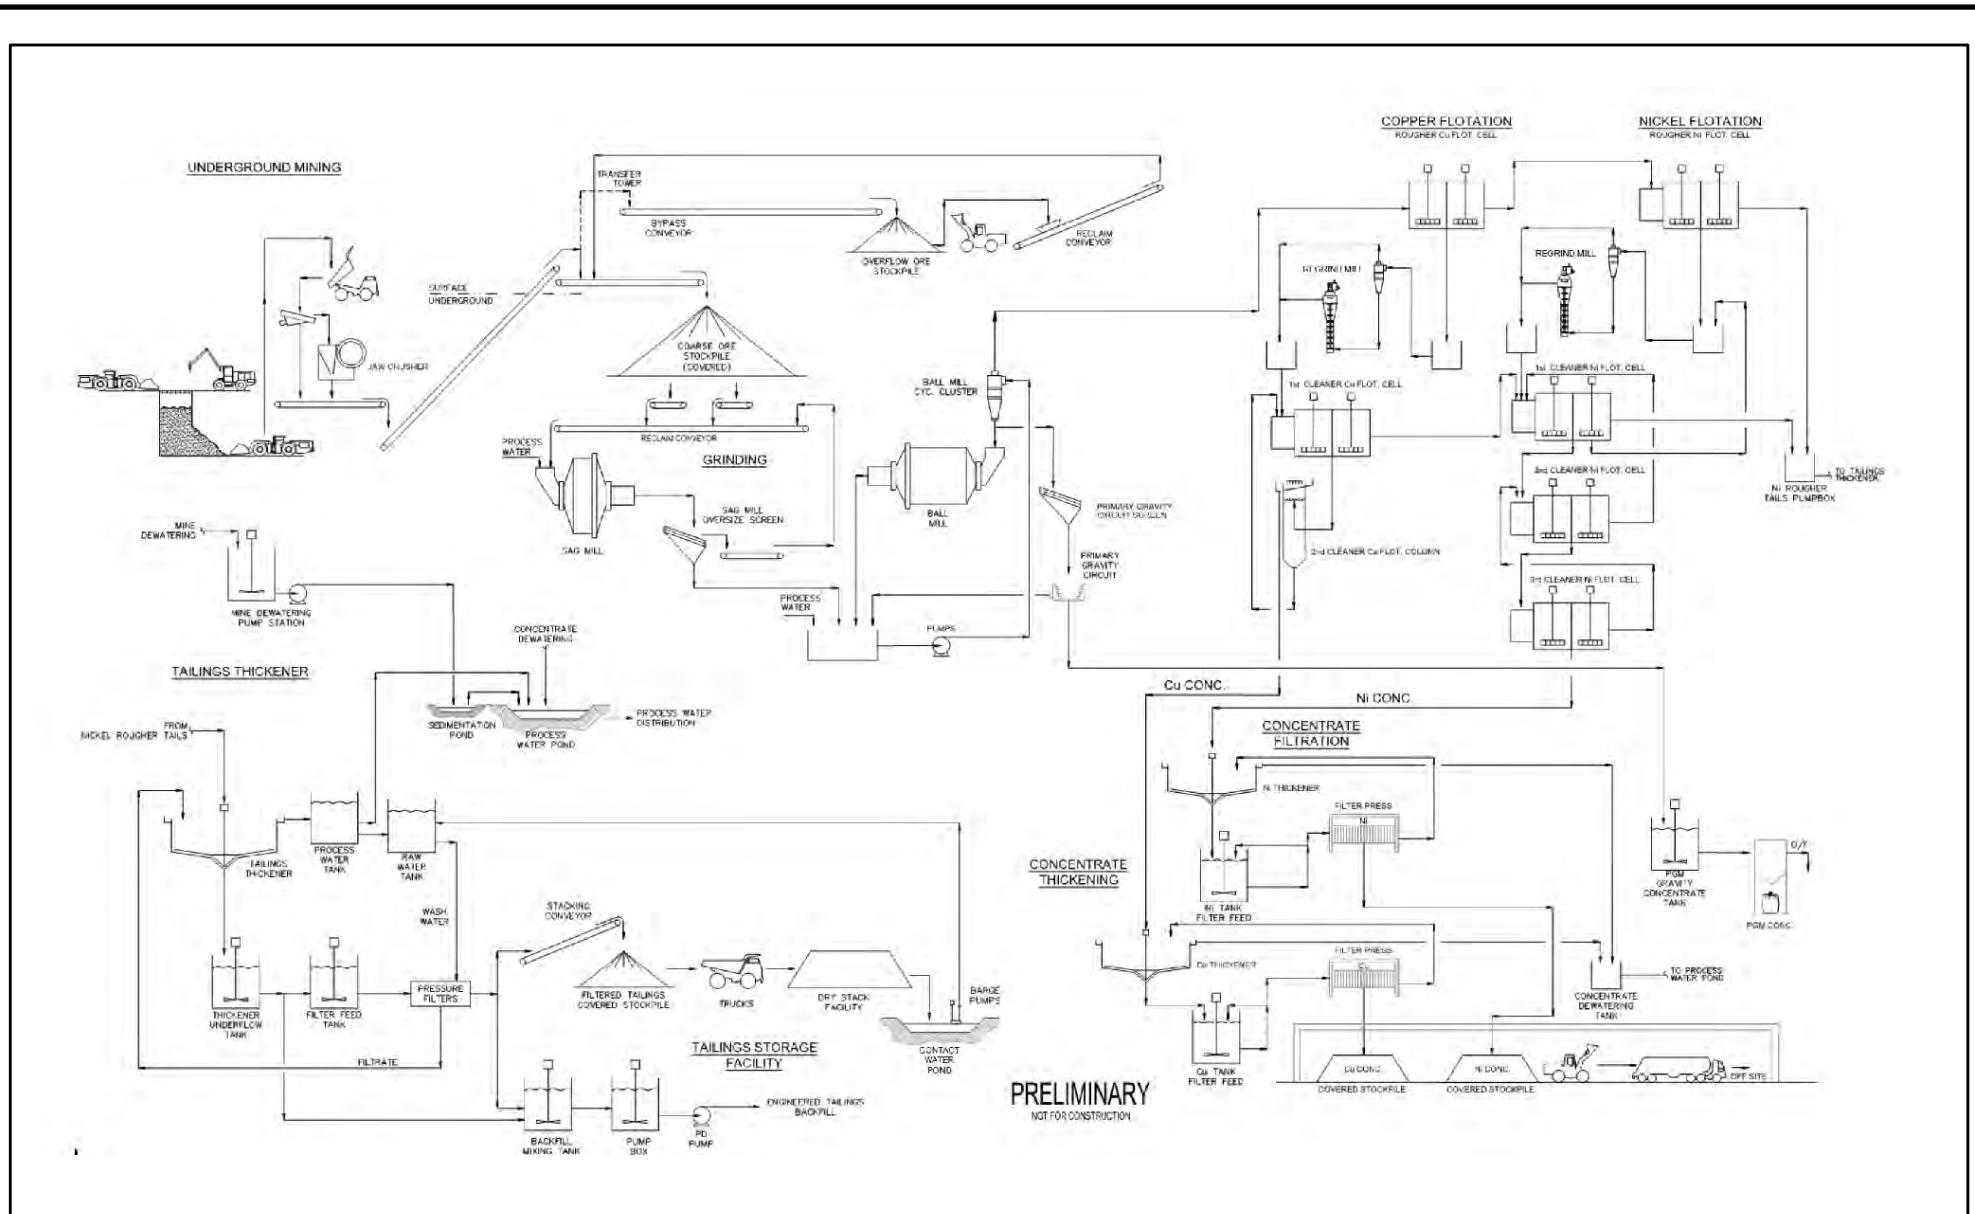 COPPER FLOTATION
ROUGHER Cu FLOT. CELL
NICKEL FLOTATION
ROUGHER Ni FLOT. CELL
UNDERGROUND MINING
TRANSFER
TOWER
BYPASS
CONVEYOR
OVERFLOW ORE
STOCKPILE
RECLAIM
CONVEYOR
SURFACE
UNDERGROUND
REGRIND MILL
REGRIND MILL
COARSE ORE
STOCKPILE
(COVERED)
JAW CRUSHER
BALL MILL
CYC. CLUSTER
1st CLEANER Cu FLOT. CELL
1st CLEANER Ni FLOT. CELL
RECLAIM CONVEYOR
PROCESS
WATER
GRINDING
2nd CLEANER Ni FLOT. CELL
TO TAILINGS
THICKENER
Ni ROUGHER
TAILS PUMPBOX
SAG MILL
OVERSIZE SCREEN
BALL
MILL
PRIMARY GRAVITY
CIRCUIT SCREEN
MINE
DEWATERING
SAG MILL
PRIMARY
GRAVITY
CIRCUIT
2nd CLEANER Cu FLOT. COLUMN
3rd CLEANER Ni FLOT. CELL
PROCESS
WATER
MINE DEWATERING
PUMP STATION
CONCENTRATE
DEWATERING
PUMPS
TAILINGS THICKENER
Cu CONC.
Ni CONC.
SEDIMENTATION
POND
PROCESS
WATER POND
PROCESS WATER
DISTRIBUTION
FROM
NICKEL ROUGHER TAILS
CONCENTRATE
FILTRATION
Ni THICKENER
FILTER PRESS
Ni
TAILINGS
THICKENER
PROCESS
WATER
TANK
RAW
WATER
TANK
CONCENTRATE
THICKENING
O/F
PGM
GRAVITY
CONCENTRATE
TANK
PGM CONC.
WASH
WATER
STACKING
CONVEYOR
Ni TANK
FILTER FEED
FILTER PRESS
Cu THICKENER
TO PROCESS
WATER POND
PRESSURE
FILTERS
FILTERED TAILINGS
COVERED STOCKPILE
TRUCKS
DRY STACK
FACILITY
BARGE
PUMPS
CONCENTRATE
DEWATERING
TANK
THICKENER
UNDERFLOW
TANK
FILTER FEED
TANK
FILTRATE
TAILINGS STORAGE
FACILITY
CONTACT
WATER
POND
Cu TANK
FILTER FEED
Cu CONC.
COVERED STOCKPILE
Ni CONC.
COVERED STOCKPILE
OFF SITE
PRELIMINARY
NOT FOR CONSTRUCTION
ENGINEERED TAILINGS
BACKFILL
BACKFILL
MIXING TANK
PUMP
BOX
PD
PUMP